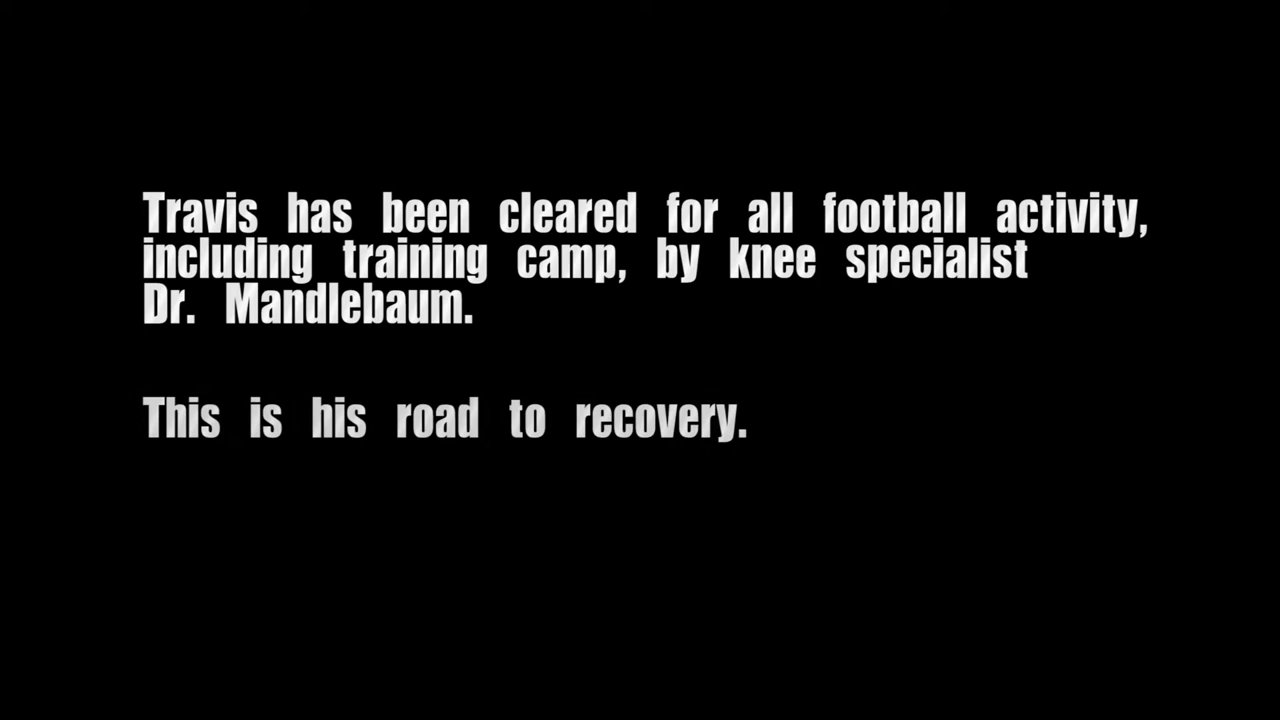 Travis has been cleared for all football activity,
including training camp, by knee specialist
Dr. Mandlebaum.
This is his road to recovery.